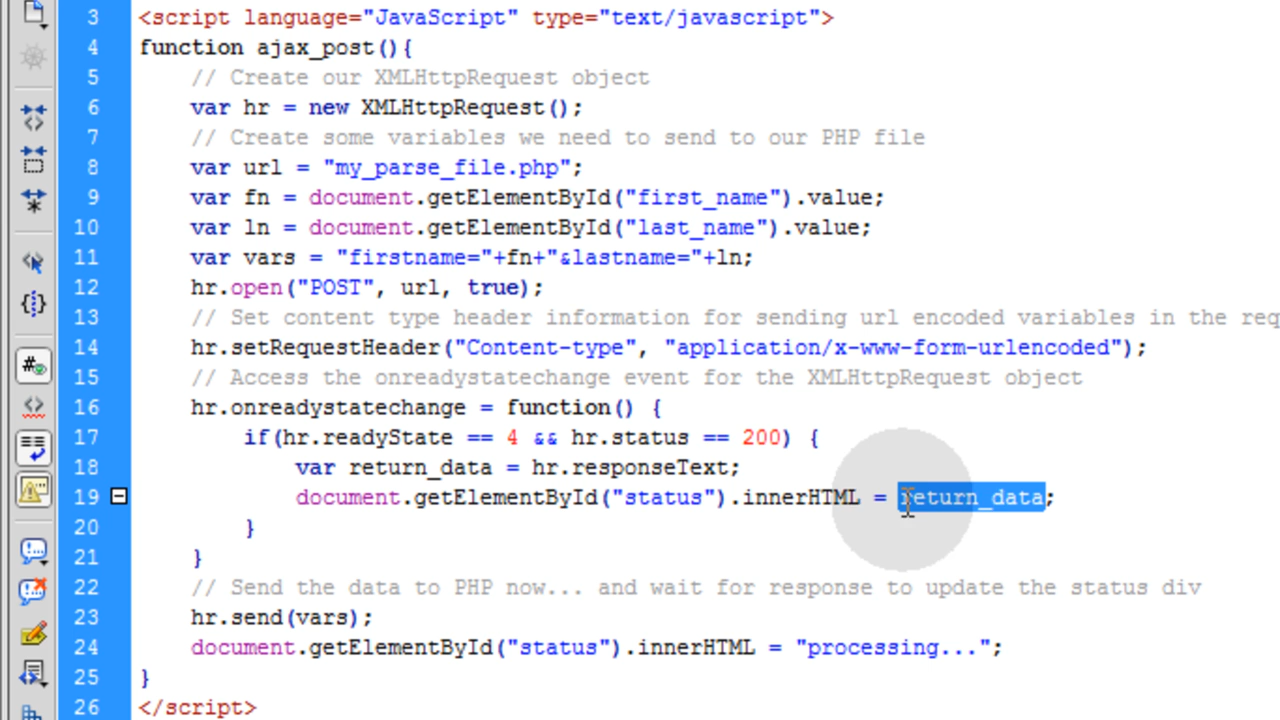 3 <script language="JavaScript" type="text/javascript">
4 function ajax_post(){
5 // Create our XMLHttpRequest object
6 var hr = new XMLHttpRequest();
7 // Create some variables we need to send to our PHP file
8 var url = "my_parse_file.php";
9 var fn = document.getElementById("first_name").value;
10 var ln = document.getElementById("last_name").value;
11 var vars = "firstname="+fn+"&lastname="+ln;
12 hr.open("POST", url, true);
13 // Set content type header information for sending url encoded variables in the req
14 hr.setRequestHeader("Content-type", "application/x-www-form-urlencoded");
15 // Access the onreadystatechange event for the XMLHttpRequest object
16 hr.onreadystatechange = function() {
17 if(hr.readyState == 4 && hr.status == 200) {
18 var return_data = hr.responseText;
19 document.getElementById("status").innerHTML = return_data;
20 }
21 }
22 // Send the data to PHP now... and wait for response to update the status div
23 hr.send(vars);
24 document.getElementById("status").innerHTML = "processing...";
25 }
26 </script>